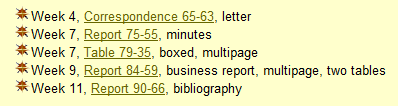 Week 4, Correspondence 65-63, letter
Week 7, Report 75-55, minutes
Week 7, Table 79-35, boxed, multipage
Week 9, Report 84-59, business report, multipage, two tables
Week 11, Report 90-66, bibliography